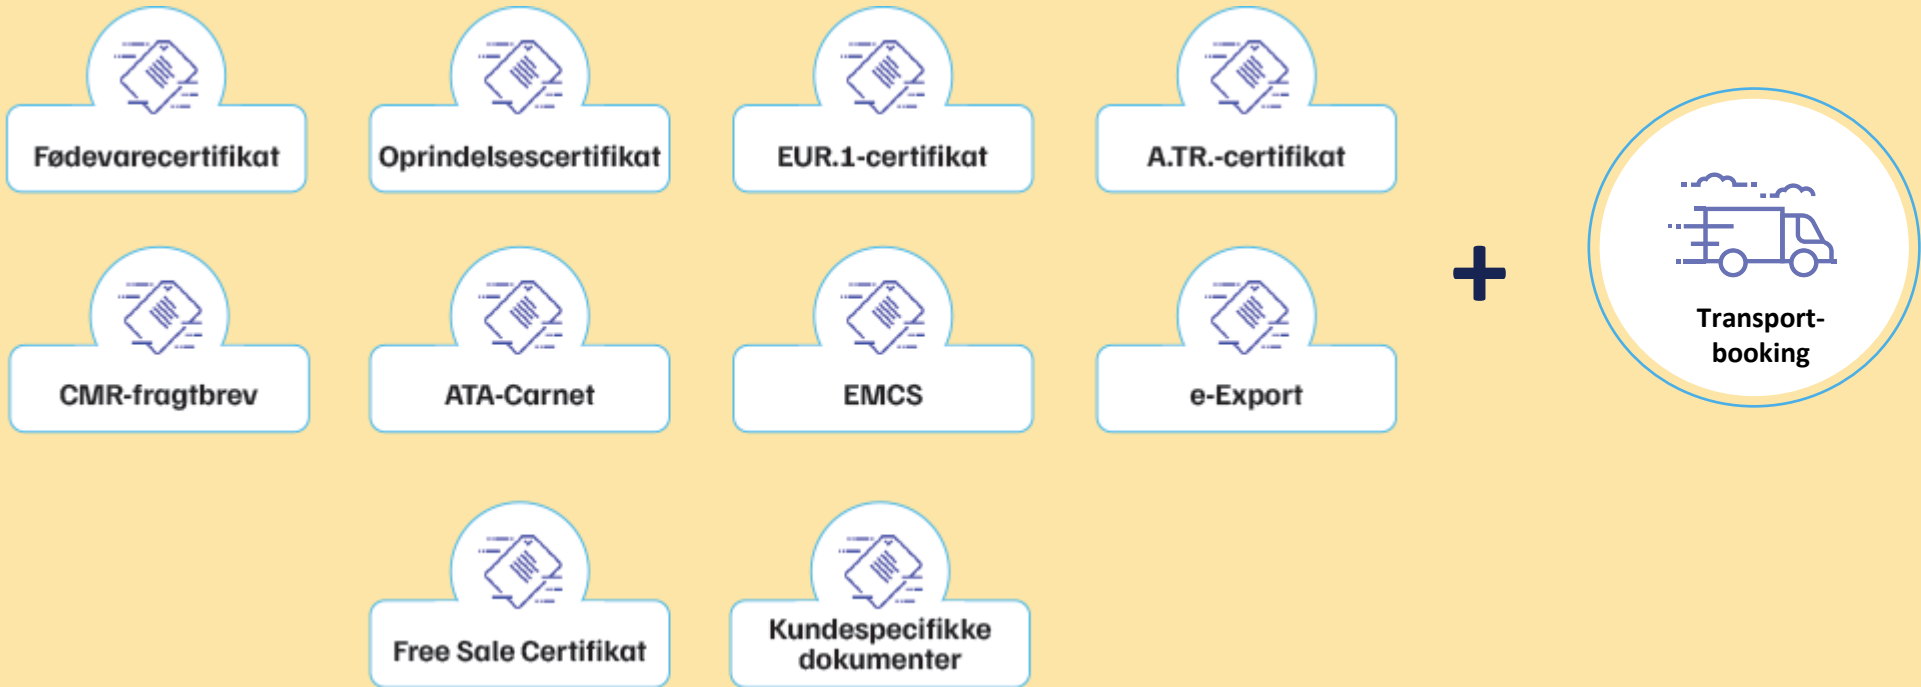 Fødevarecertifikat
Oprindelsescertifikat
EUR.1-certifikat
A.TR.-certifikat
CMR-fragtbrev
ATA-Carnet
EMCS
e-Export
+
Transport-
booking
Free Sale Certifikat
Kundespecifikke
dokumenter